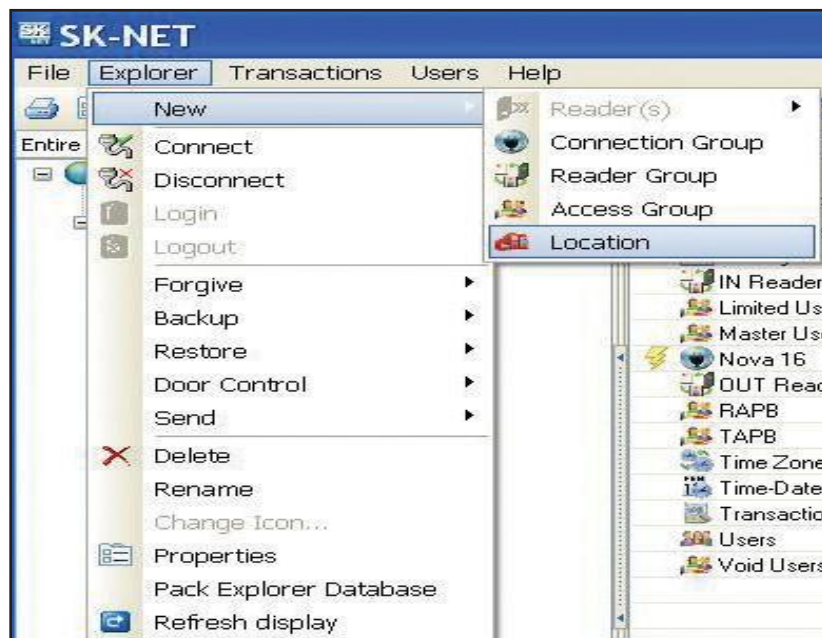 SK-NET
File Explorer Transactions Users Help
Entire
New
Connect
Disconnect
Login
Logout
Forgive
Backup
Restore
Door Control
Send
Delete
Rename
Change Icon...
Properties
Pack Explorer Database
Refresh display
Reader(s)
Connection Group
Reader Group
Access Group
Location
IN Reader
Limited Us
Master Use
Nova 16
OUT Read
RAPB
TAPB
Time Zone
Time-Date
Transactio
Users
Void Users